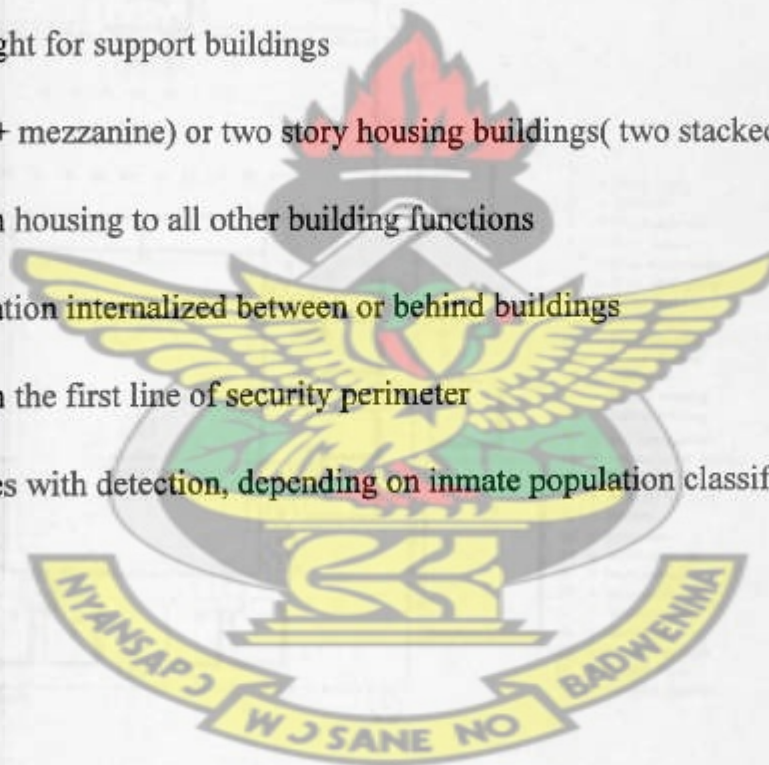 ght for support buildings
+ mezzanine) or two story housing buildings( two stacked
n housing to all other building functions
ation internalized between or behind buildings
n the first line of security perimeter
es with detection, depending on inmate population classif
NYANSAPƆ
WƆSANE NO
BADWENMA